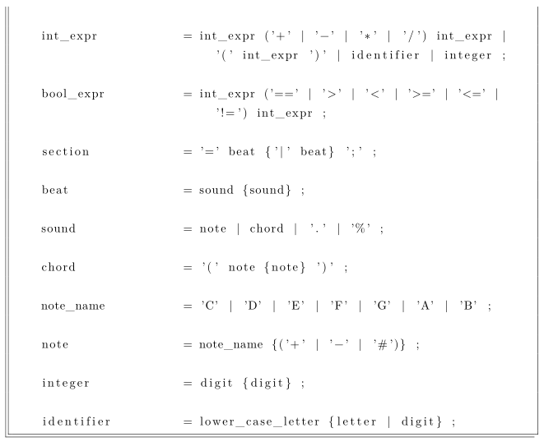 int_expr = int_expr ('+' | '−' | '*' | '/') int_expr |
'(' int_expr ')' | identifier | integer ;
bool_expr = int_expr ('==' | '>' | '<' | '>=' | '<=' |
'!=') int_expr ;
section = '=' beat {'|' beat} ';' ;
beat = sound {sound} ;
sound = note | chord | '.' | '%' ;
chord = '(' note {note} ')' ;
note_name = 'C' | 'D' | 'E' | 'F' | 'G' | 'A' | 'B' ;
note = note_name {('+' | '−' | '#')} ;
integer = digit {digit} ;
identifier = lower_case_letter {letter | digit} ;